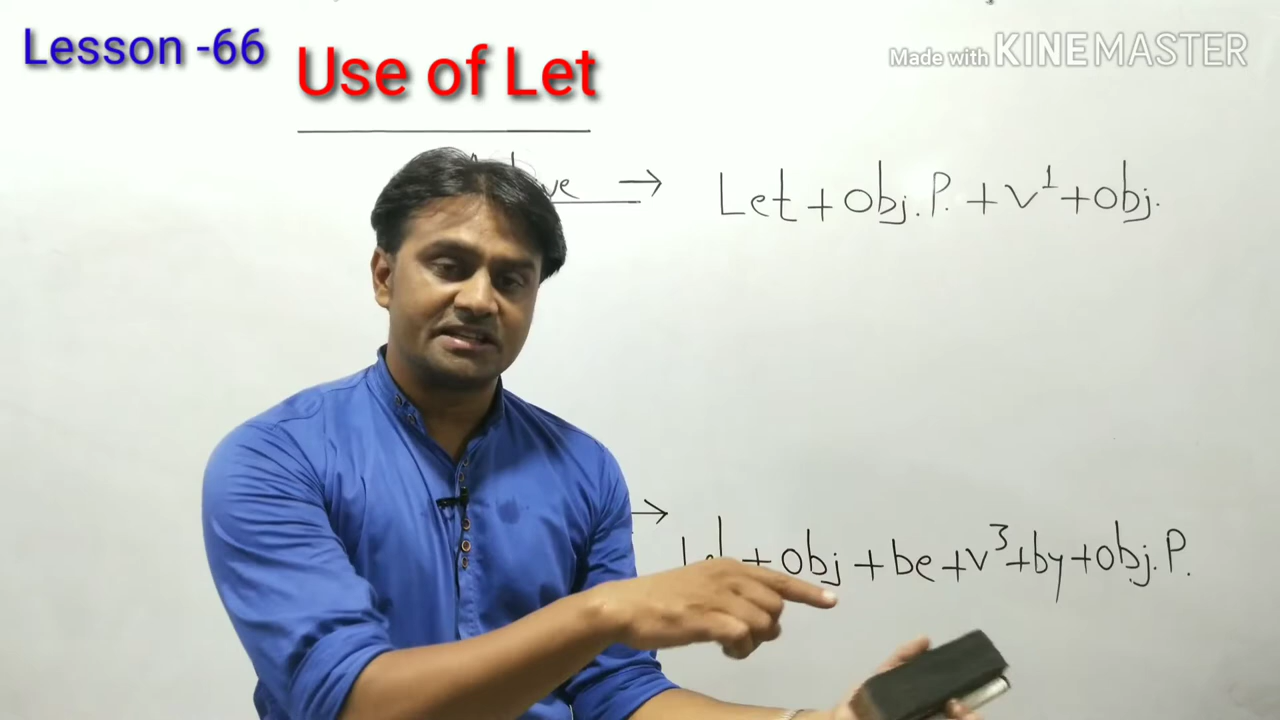 Lesson -66
Use of Let
Made with KINEMASTER
→ Let + Obj. P. + V¹ + Obj.
→ + Obj + be + V³ + by + Obj. P.